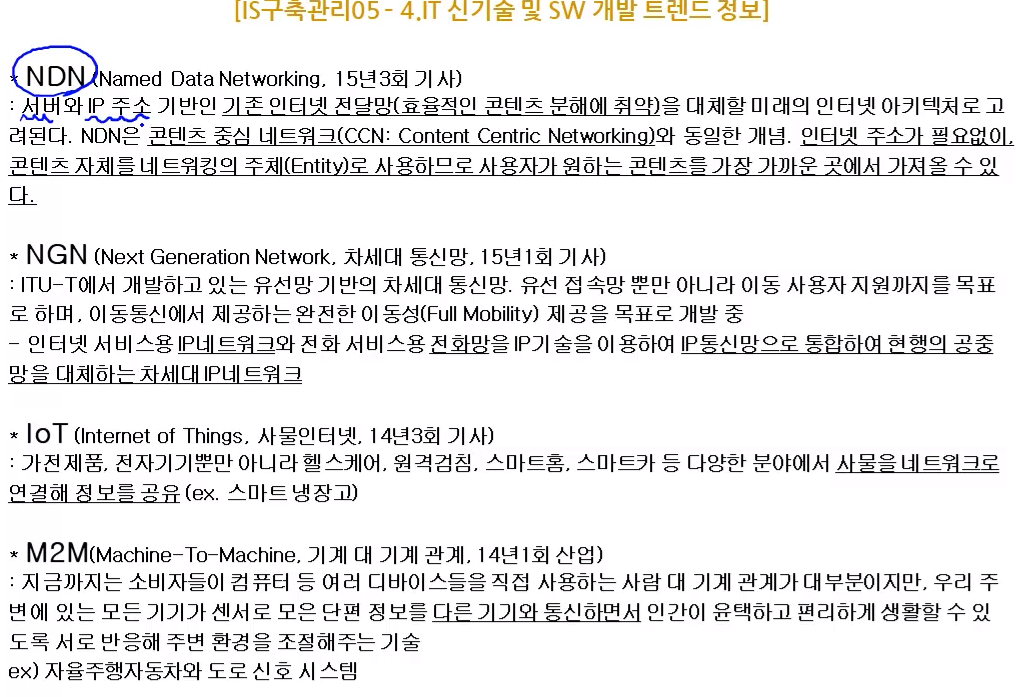 [IS구축관리05 - 4.IT 신기술 및 SW 개발 트렌드 정보]
* NDN (Named Data Networking, 15년3회 기사)
: 서버와 IP 주소 기반인 기존 인터넷 전달망(효율적인 콘텐츠 분해에 취약)을 대체할 미래의 인터넷 아키텍쳐로 고
려된다. NDN은 콘텐츠 중심 네트워크(CCN: Content Centric Networking)와 동일한 개념. 인터넷 주소가 필요없이,
콘텐츠 자체를 네트워킹의 주체(Entity)로 사용하므로 사용자가 원하는 콘텐츠를 가장 가까운 곳에서 가져올 수 있
다.
* NGN (Next Generation Network, 차세대 통신망, 15년1회 기사)
: ITU-T에서 개발하고 있는 유선망 기반의 차세대 통신망. 유선 접속망 뿐만 아니라 이동 사용자 지원까지를 목표
로 하며, 이동통신에서 제공하는 완전한 이동성(Full Mobility) 제공을 목표로 개발 중
- 인터넷 서비스용 IP네트워크와 전화 서비스용 전화망을 IP기술을 이용하여 IP통신망으로 통합하여 현행의 공중
망을 대체하는 차세대 IP네트워크
* IoT (Internet of Things, 사물인터넷, 14년3회 기사)
: 가전제품, 전자기기뿐만 아니라 헬스케어, 원격검침, 스마트홈, 스마트카 등 다양한 분야에서 사물을 네트워크로
연결해 정보를 공유 (ex. 스마트 냉장고)
* M2M(Machine-To-Machine, 기계 대 기계 관계, 14년1회 산업)
: 지금까지는 소비자들이 컴퓨터 등 여러 디바이스들을 직접 사용하는 사람 대 기계 관계가 대부분이지만, 우리 주
변에 있는 모든 기기가 센서로 모은 단편 정보를 다른 기기와 통신하면서 인간이 윤택하고 편리하게 생활할 수 있
도록 서로 반응해 주변 환경을 조절해주는 기술
ex) 자율주행자동차와 도로 신호 시스템